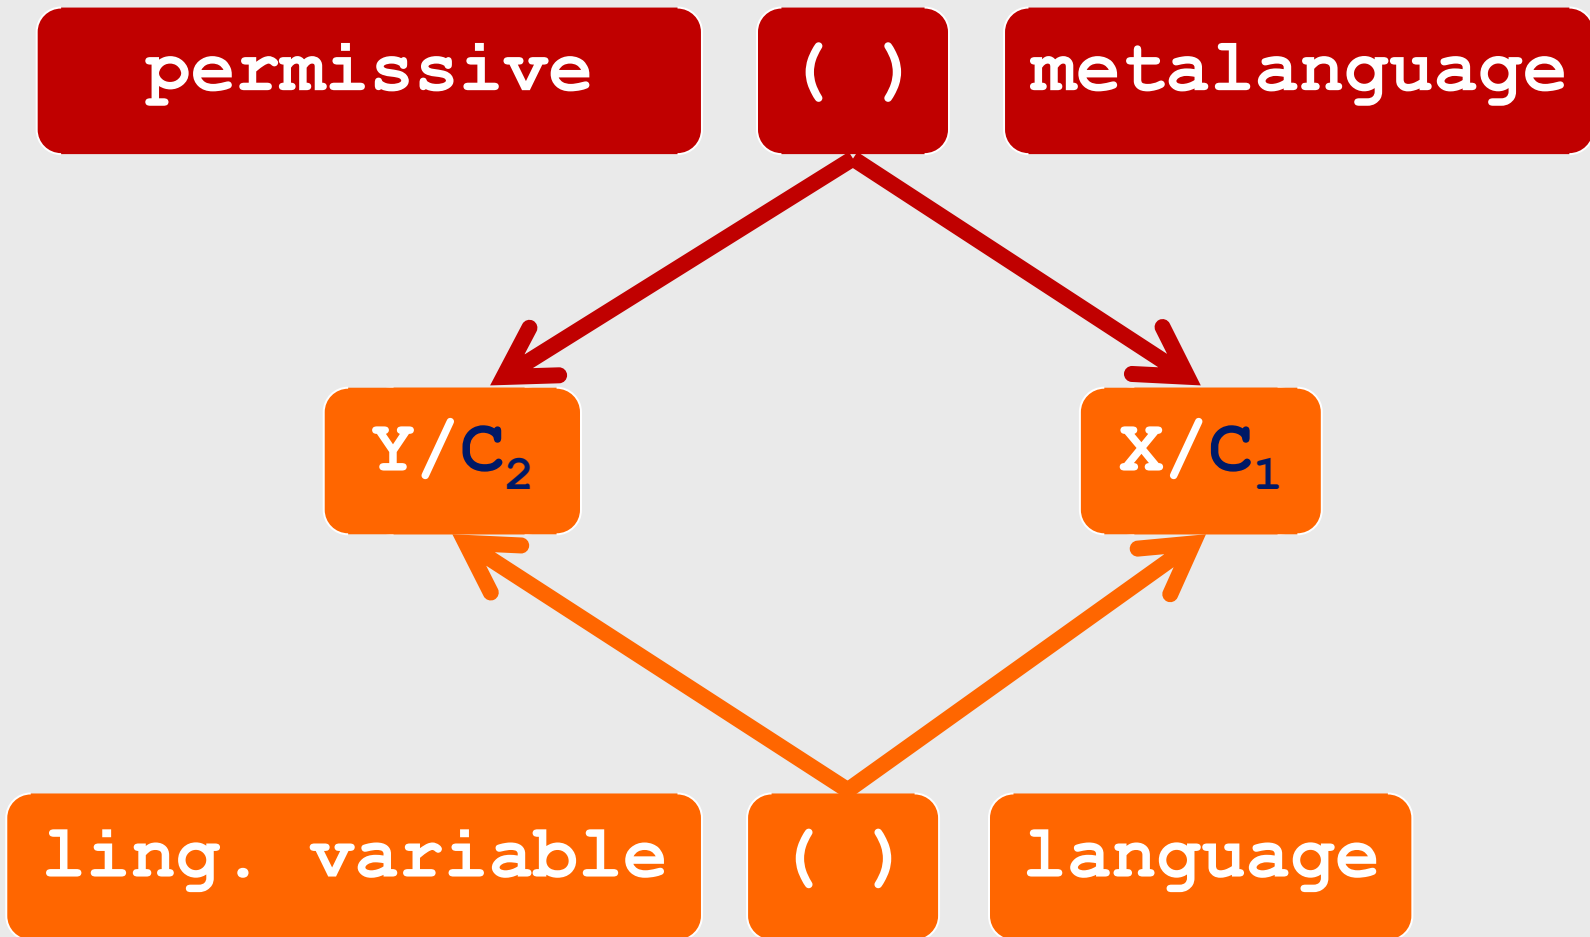 permissive ( ) metalanguage
Y/C₂ X/C₁
ling. variable ( ) language